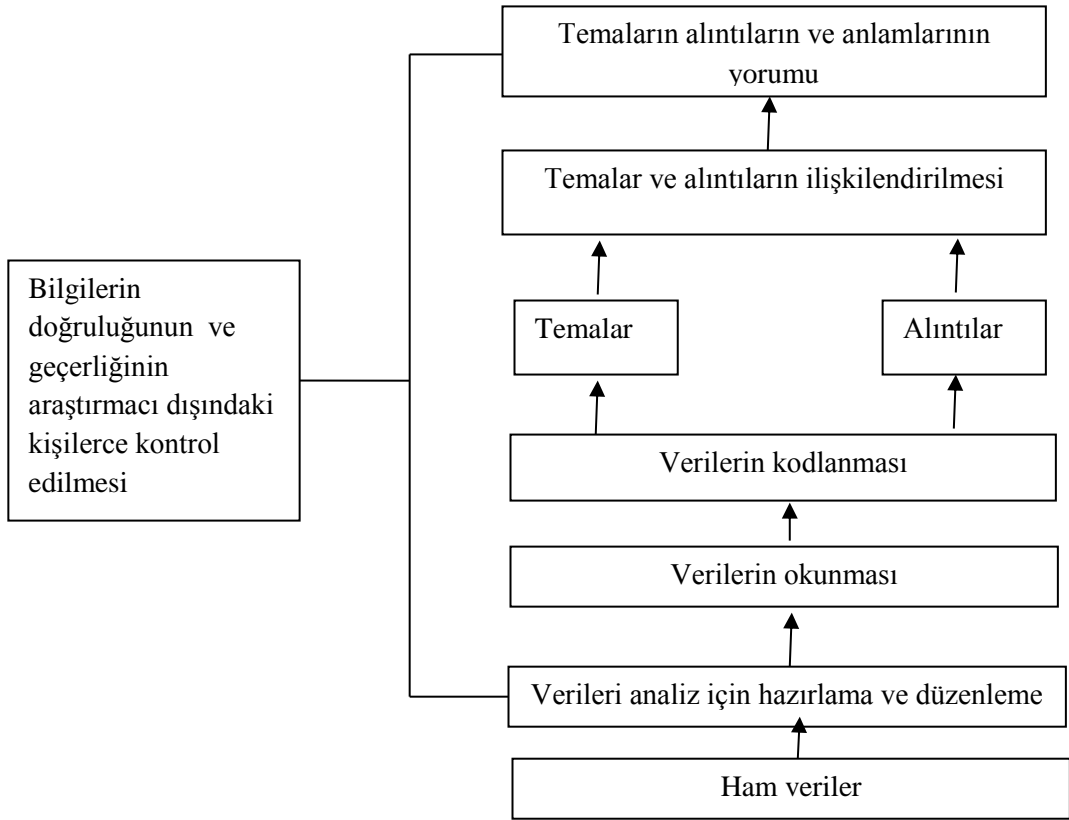 Temaların alıntıların ve anlamlarının
yorumu
Temalar ve alıntıların ilişkilendirilmesi
Bilgilerin
doğruluğunun ve
geçerliğinin
araştırmacı dışındaki
kişilerce kontrol
edilmesi
Temalar
Alıntılar
Verilerin kodlanması
Verilerin okunması
Verileri analiz için hazırlama ve düzenleme
Ham veriler